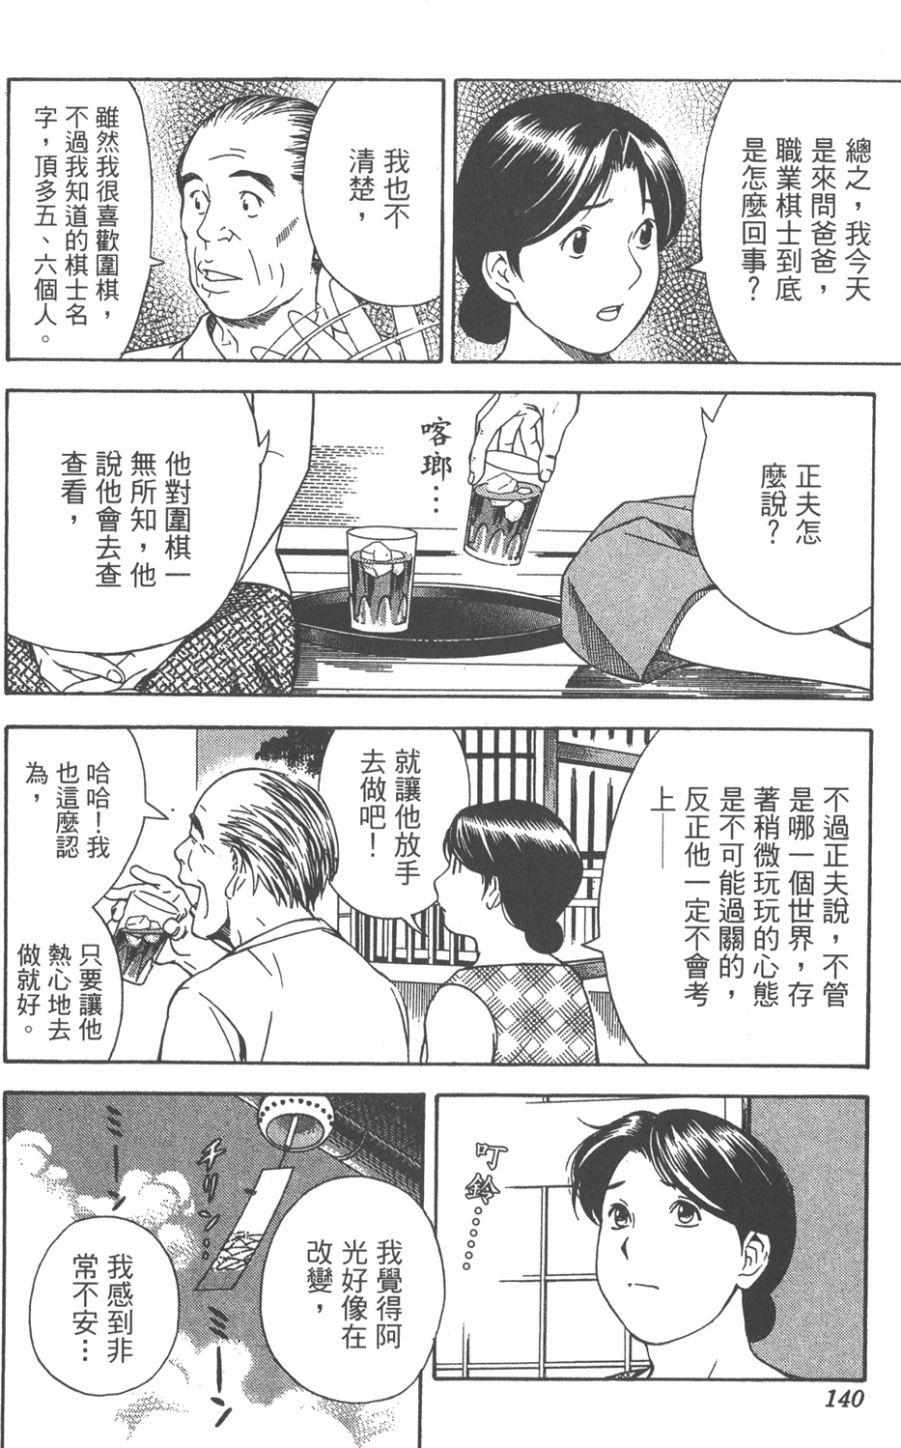 總之，我今天
是來問爸爸，
職業棋士到底
是怎麼回事？
我也不
清楚，
雖然我很喜歡圍棋，
不過我知道的棋士名
字，頂多五、六個人。
正夫怎
麼說？
喀瑯…
他對圍棋一
無所知，他
說他會去查
查看，
不過正夫說，不管
是哪一個世界，存
著稍微玩玩的心態
是不可能過關的，
反正他一定不會考
上——
就讓他放手
去做吧！
哈哈！我
也這麼認
為，
只要讓他
熱心地去
做就好。
叮鈴……
チリン…
ミーン
ミーン
我覺得阿
光好像在
改變，
我感到非
常不安…
140